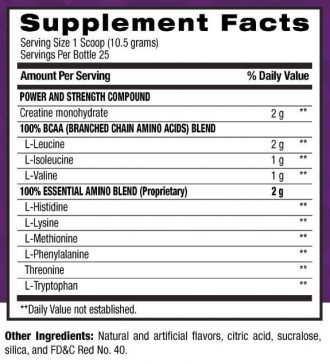 Supplement Facts
Serving Size 1 Scoop (10.5 grams)
Servings Per Bottle 25
Amount Per Serving % Daily Value
POWER AND STRENGTH COMPOUND
Creatine monohydrate 2 g **
100% BCAA (BRANCHED CHAIN AMINO ACIDS) BLEND
L-Leucine 2 g **
L-Isoleucine 1 g **
L-Valine 1 g **
100% ESSENTIAL AMINO BLEND (Proprietary) 2 g
L-Histidine **
L-Lysine **
L-Methionine **
L-Phenylalanine **
Threonine **
L-Tryptophan **
**Daily Value not established.
Other Ingredients: Natural and artificial flavors, citric acid, sucralose,
silica, and FD&C Red No. 40.